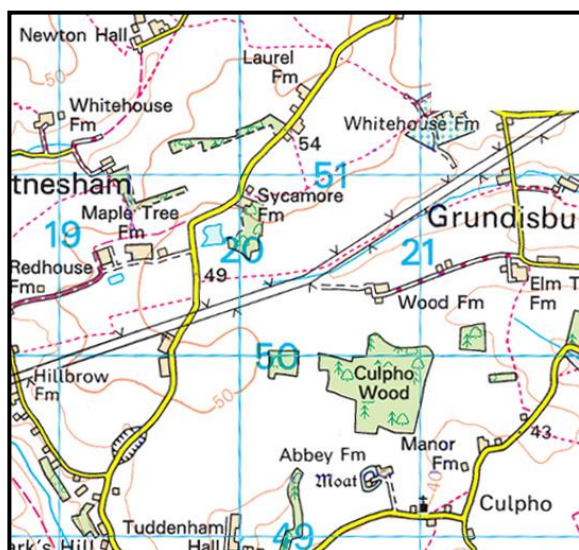 Newton Hall
50
Laurel
Fm
Whitehouse
Fm
54
Whitehouse Fm
51
tnesham
Sycamore
Fm
Maple Tree
Fm
19
20
21
Grundisbu
Redhouse
Fm
49
Elm T
Fm
Wood Fm
50
Culpho
Wood
Hillbrow
Fm
50
43
Abbey Fm
Moat
Manor
Fm
40
Culpho
Tuddenham
Hall
49
ark's Hill